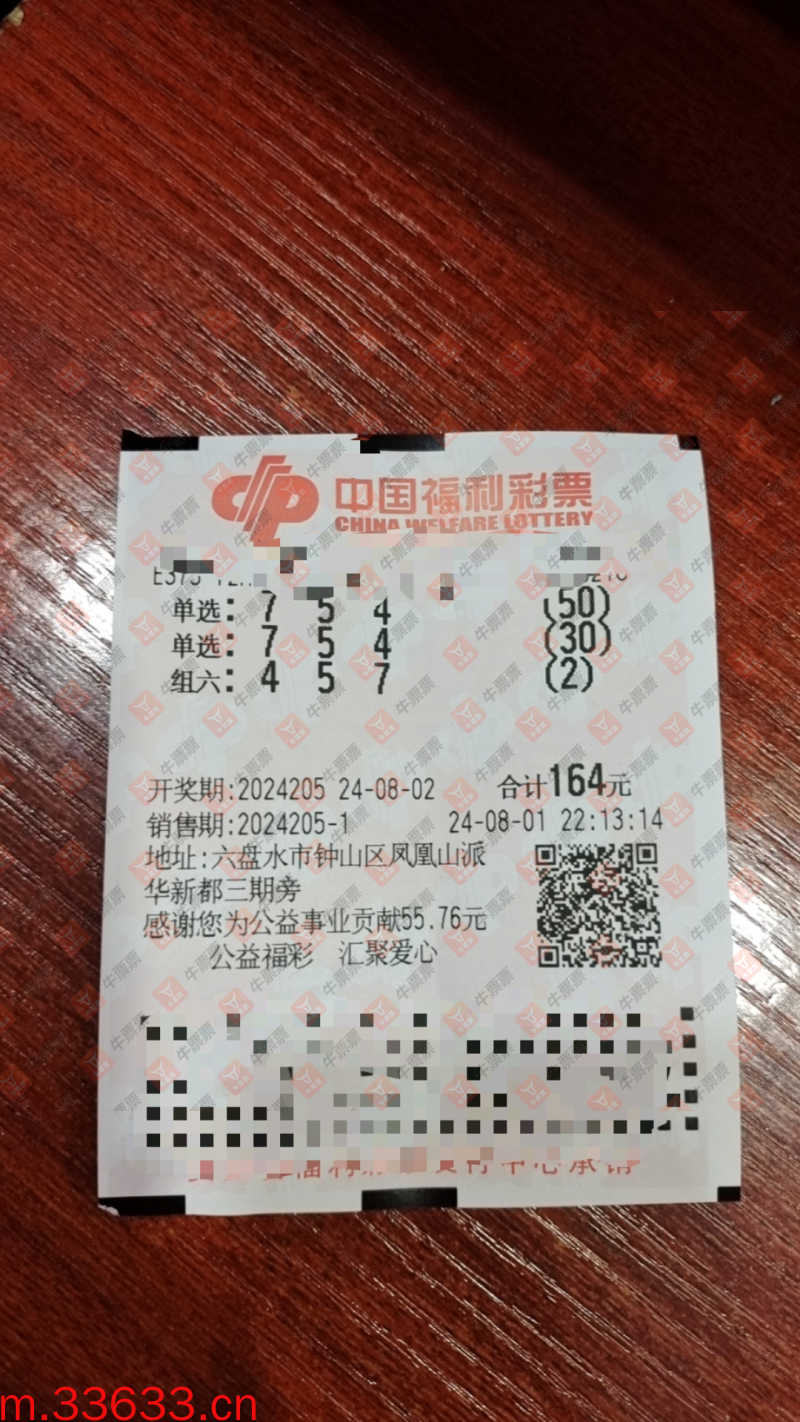 中国福利彩票
CHINA WELFARE LOTTERY
单选: 7 5 4 (50)
单选: 7 5 4 (30)
组六: 4 5 7 (2)
开奖期:2024205 24-08-02 合计164元
销售期:2024205-1 24-08-01 22:13:14
地址:六盘水市钟山区凤凰山派
华新都三期旁
感谢您为公益事业贡献55.76元
公益福彩 汇聚爱心
牛票票
m.33633.cn